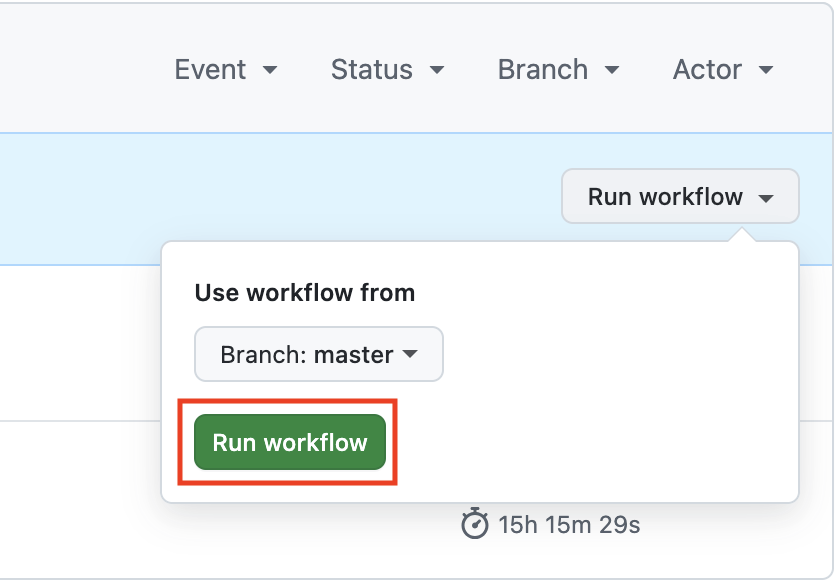 Event Status Branch Actor
Run workflow
Use workflow from
Branch: master
Run workflow
15h 15m 29s